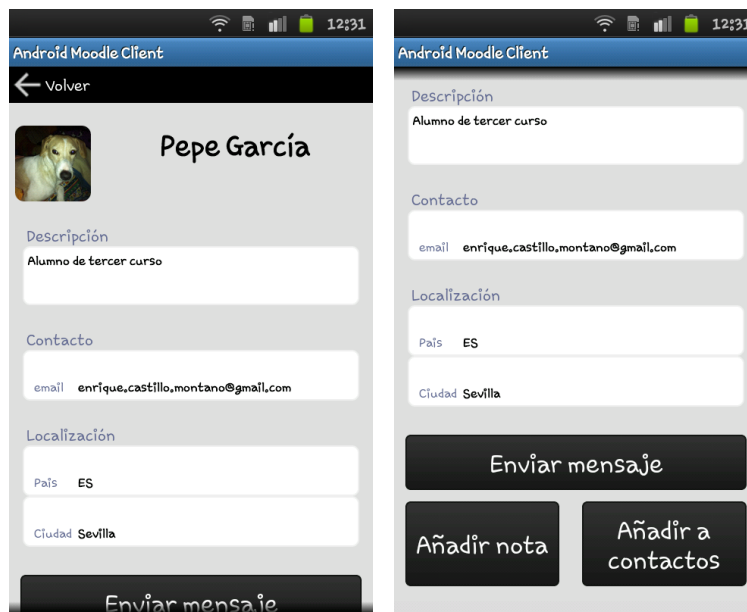 12:31
Android Moodle Client
Volver
Pepe García
Descripción
Alumno de tercer curso
Contacto
email enrique.castillo.montano@gmail.com
Localización
País ES
Ciudad Sevilla
Enviar mensaje
12:31
Android Moodle Client
Descripción
Alumno de tercer curso
Contacto
email enrique.castillo.montano@gmail.com
Localización
País ES
Ciudad Sevilla
Enviar mensaje
Añadir nota
Añadir a
contactos